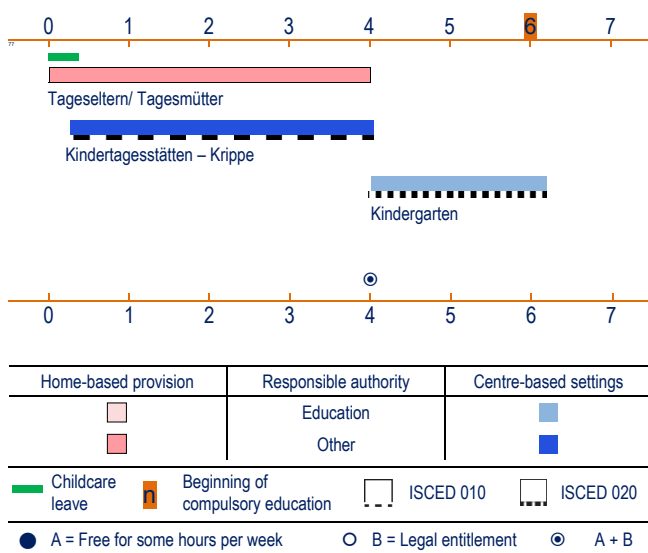 0 1 2 3 4 5 6 7
77
Tageseltern/ Tagesmütter
Kindertagesstätten – Krippe
Kindergarten
0 1 2 3 4 5 6 7
Home-based provision Responsible authority Centre-based settings
Education
Other
Childcare leave n Beginning of compulsory education ISCED 010 ISCED 020
A = Free for some hours per week B = Legal entitlement A + B